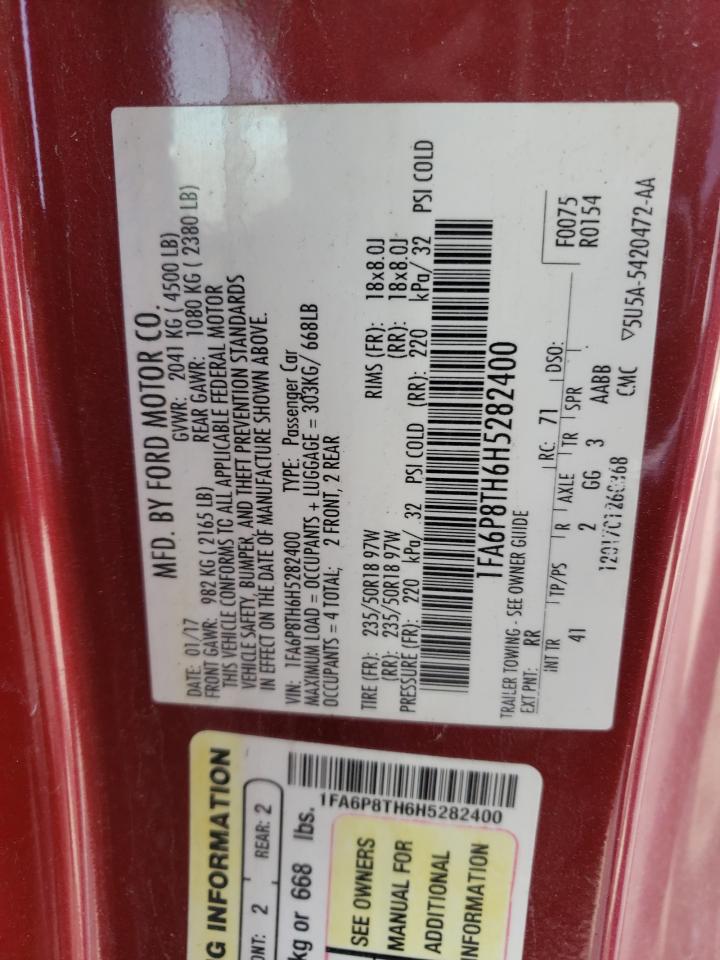 MFD. BY FORD MOTOR CO.
DATE: 01/17 GVWR: 2041 KG ( 4500 LB)
FRONT GAWR: 982 KG ( 2165 LB) REAR GAWR: 1080 KG ( 2380 LB)
THIS VEHICLE CONFORMS TO ALL APPLICABLE FEDERAL MOTOR
VEHICLE SAFETY, BUMPER, AND THEFT PREVENTION STANDARDS
IN EFFECT ON THE DATE OF MANUFACTURE SHOWN ABOVE.
VIN: 1FA6P8TH6H5282400 TYPE: Passenger Car
MAXIMUM LOAD = OCCUPANTS + LUGGAGE = 303KG/ 668LB
OCCUPANTS = 4 TOTAL; 2 FRONT, 2 REAR
TIRE (FR): 235/50R18 97W RIMS (FR): 18x8.0J
(RR): 235/50R18 97W (RR): 18x8.0J
PRESSURE (FR): 220 kPa/ 32 PSI COLD (RR): 220 kPa/ 32 PSI COLD
1FA6P8TH6H5282400
TRAILER TOWING - SEE OWNER GUIDE
EXT PNT: RR RC: 71 DSO: F0075
R0154
INT TR TP/PS R AXLE TR SPR
41 2 GG 3 AABB
CMC
▽5U5A-5420472-AA
G INFORMATION
ONT: 2 REAR: 2
kg or 668 lbs.
1FA6P8TH6H5282400
SEE OWNERS
MANUAL FOR
ADDITIONAL
INFORMATION